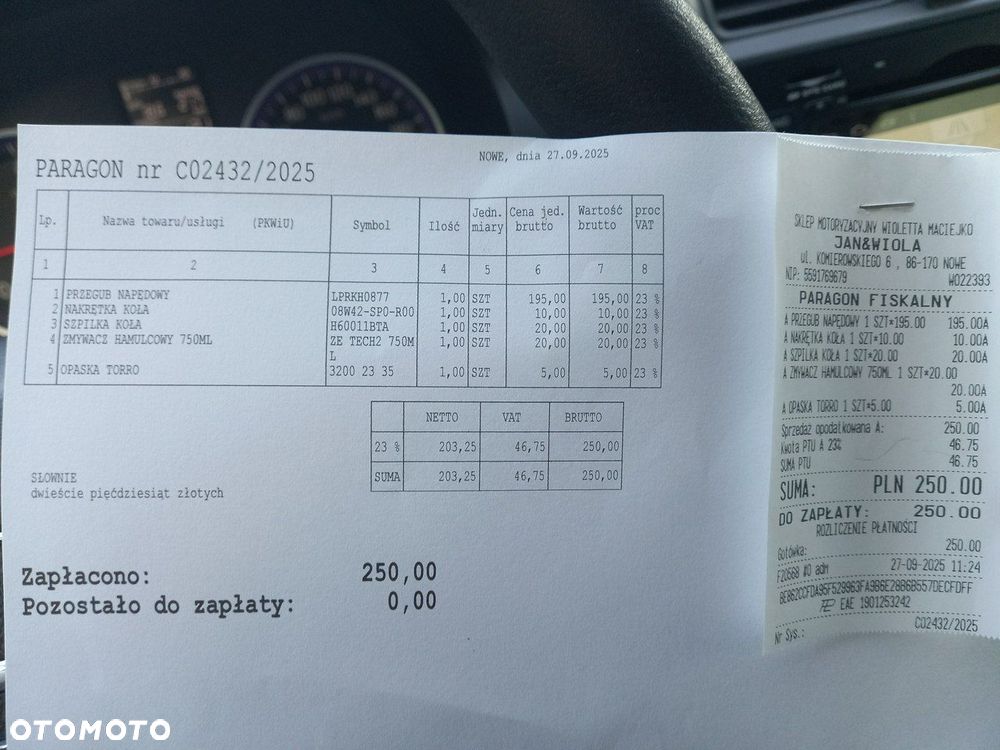 NOWE, dnia 27.09.2025
PARAGON nr C02432/2025
Lp. Nazwa towaru/usługi (PKWiU) Symbol Ilość Jedn. miary Cena jed. brutto Wartość brutto proc VAT
1 2 3 4 5 6 7 8
1 PRZEGUB NAPĘDOWY LPRKH0877 1,00 SZT 195,00 195,00 23 %
2 NAKRĘTKA KOŁA 08W42-SP0-R00 1,00 SZT 10,00 10,00 23 %
3 SZPILKA KOŁA H60011BTA 1,00 SZT 20,00 20,00 23 %
4 ZMYWACZ HAMULCOWY 750ML ZE TECH2 750M 1,00 SZT 20,00 20,00 23 %
L
5 OPASKA TORRO 3200 23 35 1,00 SZT 5,00 5,00 23 %
NETTO VAT BRUTTO
23 % 203,25 46,75 250,00
SUMA 203,25 46,75 250,00
SŁOWNIE
dwieście pięćdziesiąt złotych
Zapłacono: 250,00
Pozostało do zapłaty: 0,00
SKLEP MOTORYZACYJNY WIOLETTA MACIEJKO
JAN&WIOLA
ul. KOMIEROWSKIEGO 6 , 86-170 NOWE
NIP: 5591769679 W022393
PARAGON FISKALNY
A PRZEGUB NAPĘDOWY 1 SZT*195.00 195.00A
A NAKRĘTKA KOŁA 1 SZT*10.00 10.00A
A SZPILKA KOŁA 1 SZT*20.00 20.00A
A ZMYWACZ HAMULCOWY 750ML 1 SZT*20.00
20.00A
A OPASKA TORRO 1 SZT*5.00 5.00A
Sprzedaż opodatkowana A: 250.00
Kwota PTU A 23% 46.75
SUMA PTU 46.75
SUMA: PLN 250.00
DO ZAPŁATY: 250.00
ROZLICZENIE PŁATNOŚCI
Gotówka: 250.00
F20568 #0 adm 27-09-2025 11:24
EAE 1901253242
Nr Sys.: C02432/2025
OTOMOTO